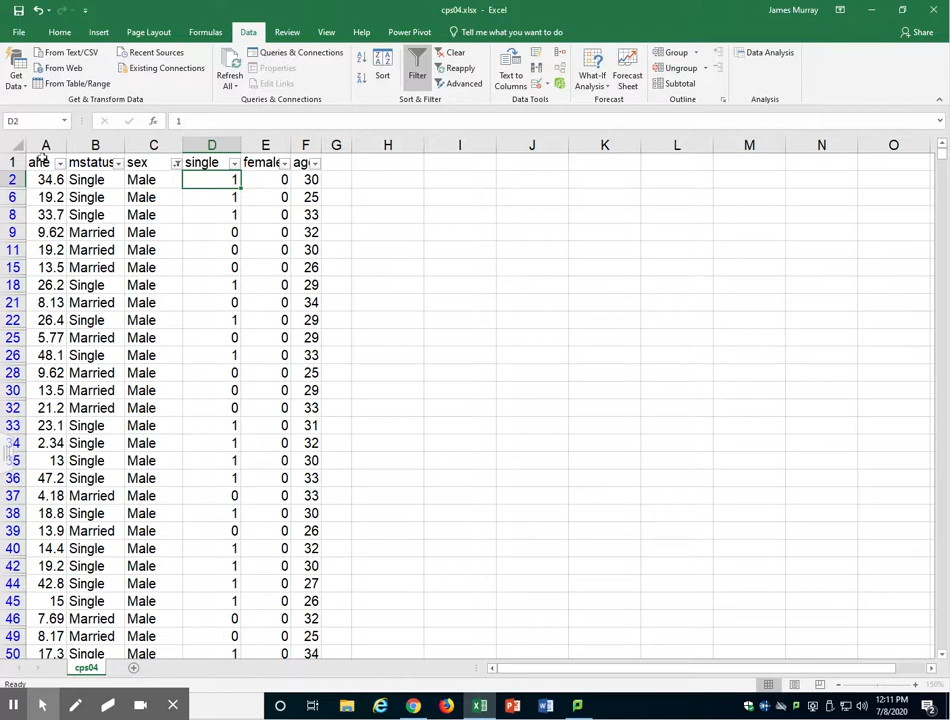 cps04.xlsx - Excel
James Murray
File Home Insert Page Layout Formulas Data Review View Help Power Pivot Tell me what you want to do Share
Get Data
From Text/CSV
From Web
From Table/Range
Recent Sources
Existing Connections
Get & Transform Data
Refresh All
Queries & Connections
Properties
Edit Links
Queries & Connections
Sort
Filter
Clear
Reapply
Advanced
Sort & Filter
Text to Columns
Data Tools
What-If Analysis
Forecast Sheet
Forecast
Group
Ungroup
Subtotal
Outline
Data Analysis
Analysis
D2 fx 1
A B C D E F G H I J K L M N O
1 ahe mstatus sex single female age
2 34.6 Single Male 1 0 30
6 19.2 Single Male 1 0 25
8 33.7 Single Male 1 0 33
9 9.62 Married Male 0 0 32
11 19.2 Married Male 0 0 30
15 13.5 Married Male 0 0 26
18 26.2 Single Male 1 0 29
21 8.13 Married Male 0 0 34
22 26.4 Single Male 1 0 29
25 5.77 Married Male 0 0 29
26 48.1 Single Male 1 0 33
28 9.62 Married Male 0 0 25
30 13.5 Married Male 0 0 29
32 21.2 Married Male 0 0 33
33 23.1 Single Male 1 0 31
34 2.34 Single Male 1 0 32
35 13 Single Male 1 0 30
36 47.2 Single Male 1 0 33
37 4.18 Married Male 0 0 33
38 18.8 Single Male 1 0 30
39 13.9 Married Male 0 0 26
40 14.4 Single Male 1 0 32
42 19.2 Single Male 1 0 30
44 42.8 Single Male 1 0 27
45 15 Single Male 1 0 26
46 7.69 Married Male 0 0 32
49 8.17 Married Male 0 0 25
50 17.3 Single Male 1 0 34
cps04
Ready
150%
12:11 PM
7/8/2020